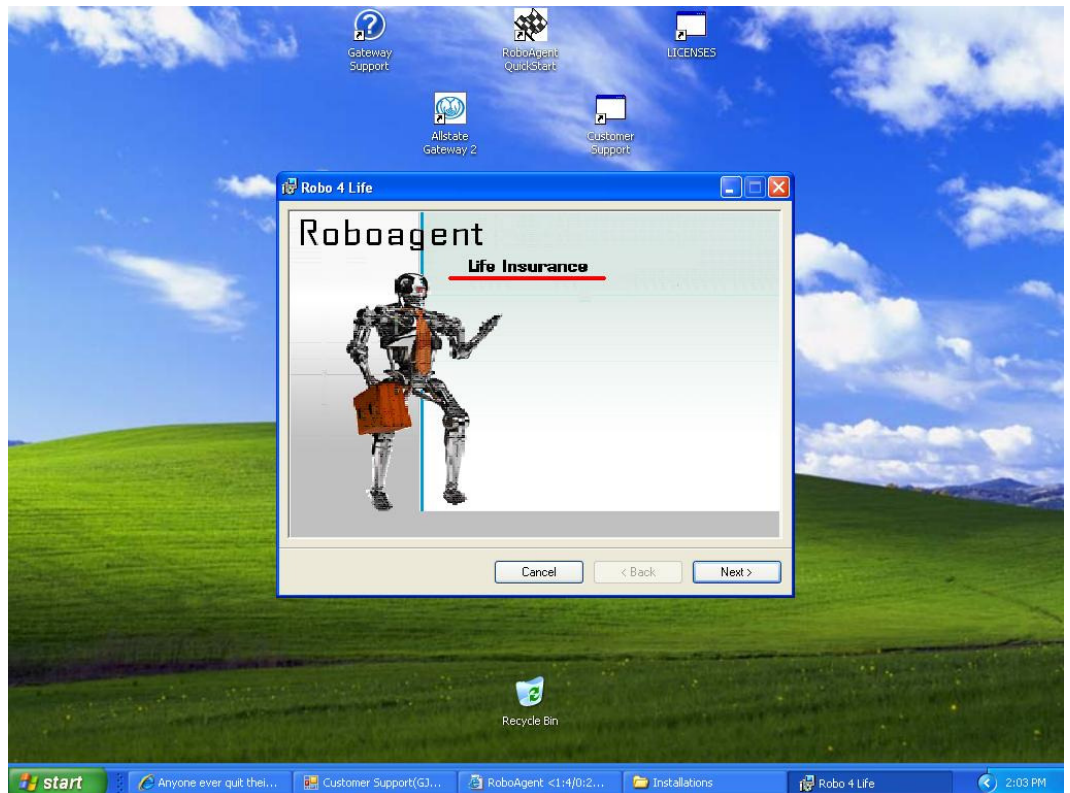 Gateway
Support
RoboAgent
QuickStart
LICENSES
Allstate
Gateway 2
Customer
Support
Robo 4 Life
Roboagent
Life Insurance
Cancel
< Back
Next >
Recycle Bin
start
Anyone ever quit thei...
Customer Support(GJ...
RoboAgent <1:4/0:2...
Installations
Robo 4 Life
2:03 PM